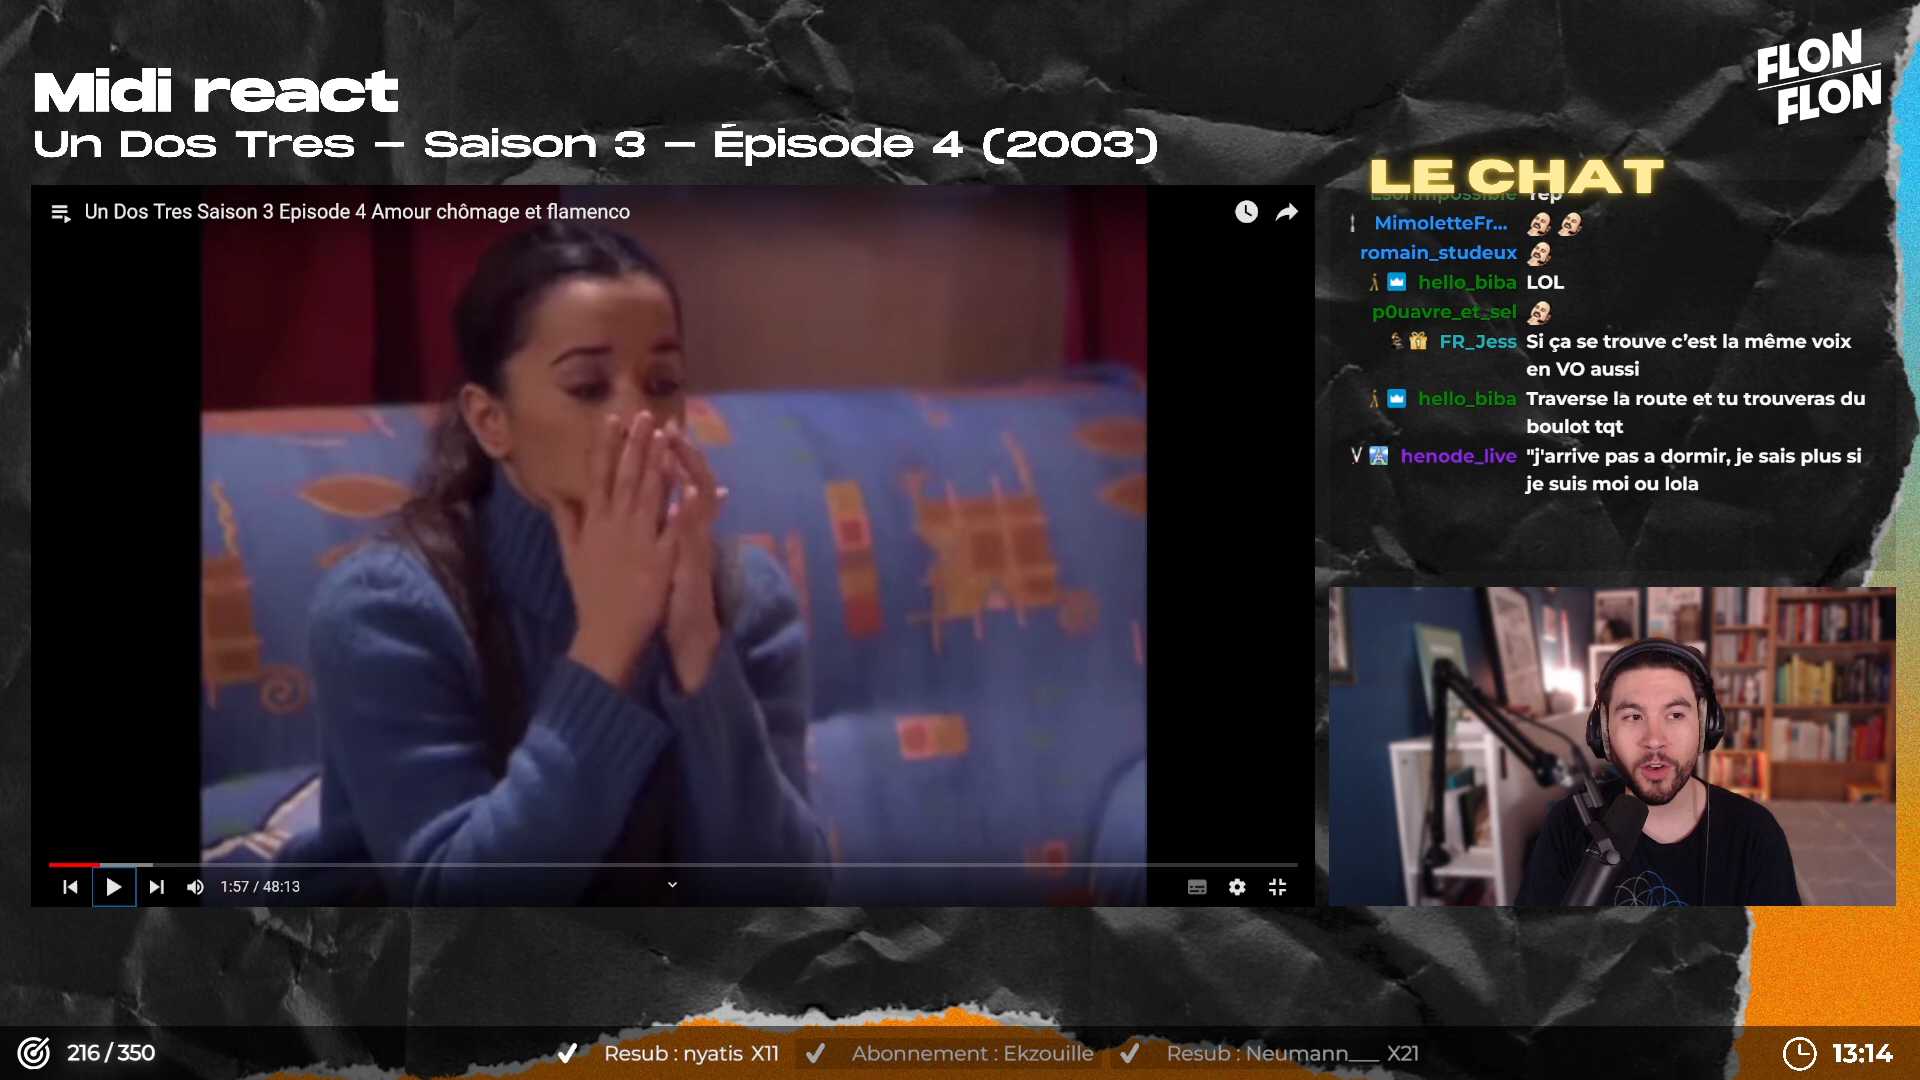 Midi react
Un Dos Tres – Saison 3 – Épisode 4 (2003)
FLON
FLON
LE CHAT
Un Dos Tres Saison 3 Episode 4 Amour chômage et flamenco
Yep
MimoletteFr...
romain_studeux
hello_biba LOL
p0uavre_et_sel
FR_Jess Si ça se trouve c’est la même voix
en VO aussi
hello_biba Traverse la route et tu trouveras du
boulot tqt
henode_live "j'arrive pas a dormir, je sais plus si
je suis moi ou lola
1:57 / 48:13
216 / 350
Resub : nyatis X11
Abonnement : Ekzouille
Resub : Neumann___ X21
13:14